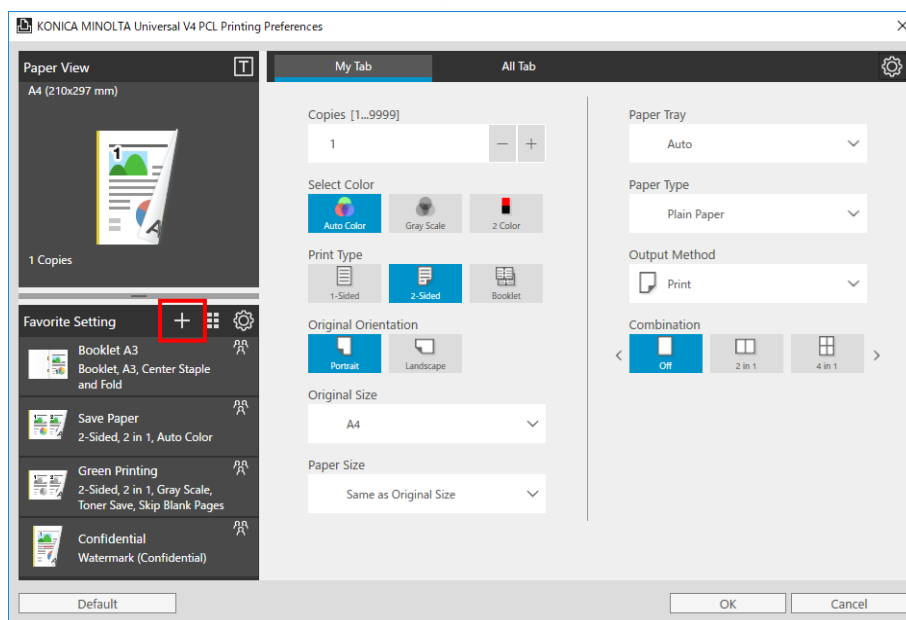 KONICA MINOLTA Universal V4 PCL Printing Preferences
Paper View
T
A4 (210x297 mm)
1
A
1 Copies
Favorite Setting
Booklet A3
Booklet, A3, Center Staple
and Fold
Save Paper
2-Sided, 2 in 1, Auto Color
Green Printing
2-Sided, 2 in 1, Gray Scale,
Toner Save, Skip Blank Pages
Confidential
Watermark (Confidential)
Default
My Tab
All Tab
Copies [1...9999]
1
Select Color
Auto Color
Gray Scale
2 Color
Print Type
1-Sided
2-Sided
Booklet
Original Orientation
Portrait
Landscape
Original Size
A4
Paper Size
Same as Original Size
Paper Tray
Auto
Paper Type
Plain Paper
Output Method
Print
Combination
Off
2 in 1
4 in 1
OK
Cancel